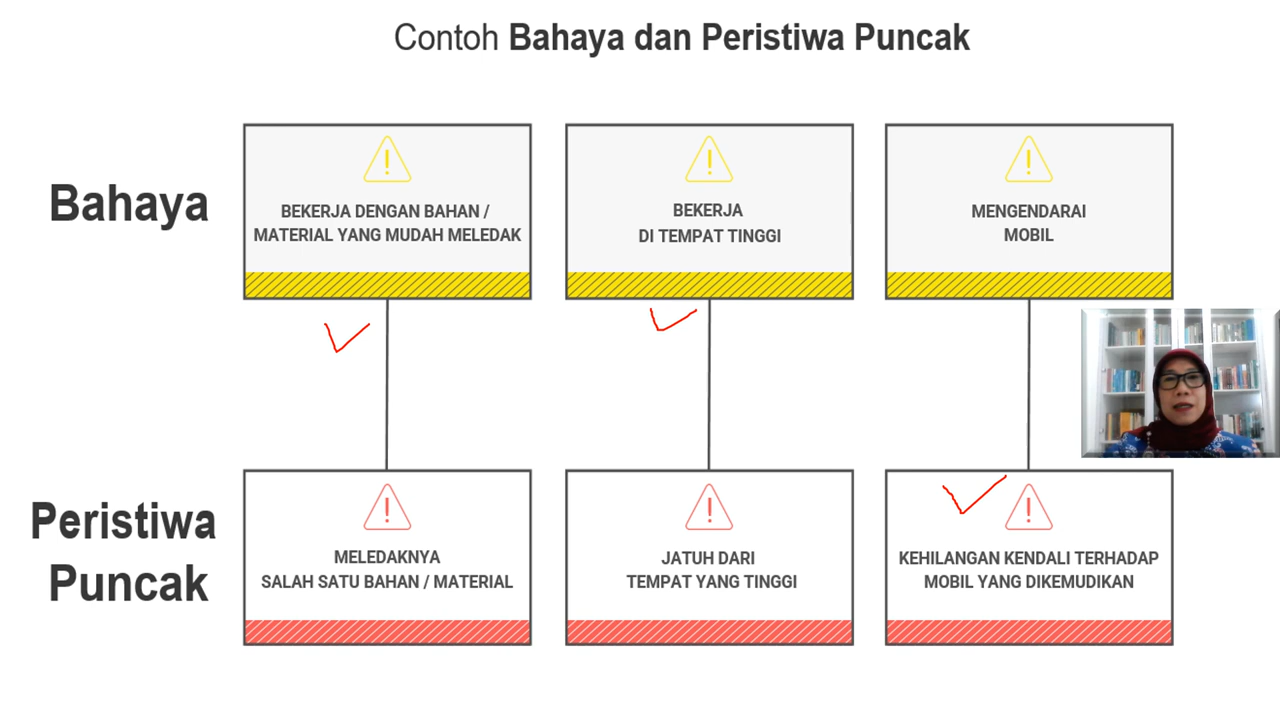 Contoh Bahaya dan Peristiwa Puncak
Bahaya
BEKERJA DENGAN BAHAN /
MATERIAL YANG MUDAH MELEDAK
BEKERJA
DI TEMPAT TINGGI
MENGENDARAI
MOBIL
Peristiwa
Puncak
MELEDAKNYA
SALAH SATU BAHAN / MATERIAL
JATUH DARI
TEMPAT YANG TINGGI
KEHILANGAN KENDALI TERHADAP
MOBIL YANG DIKEMUDIKAN